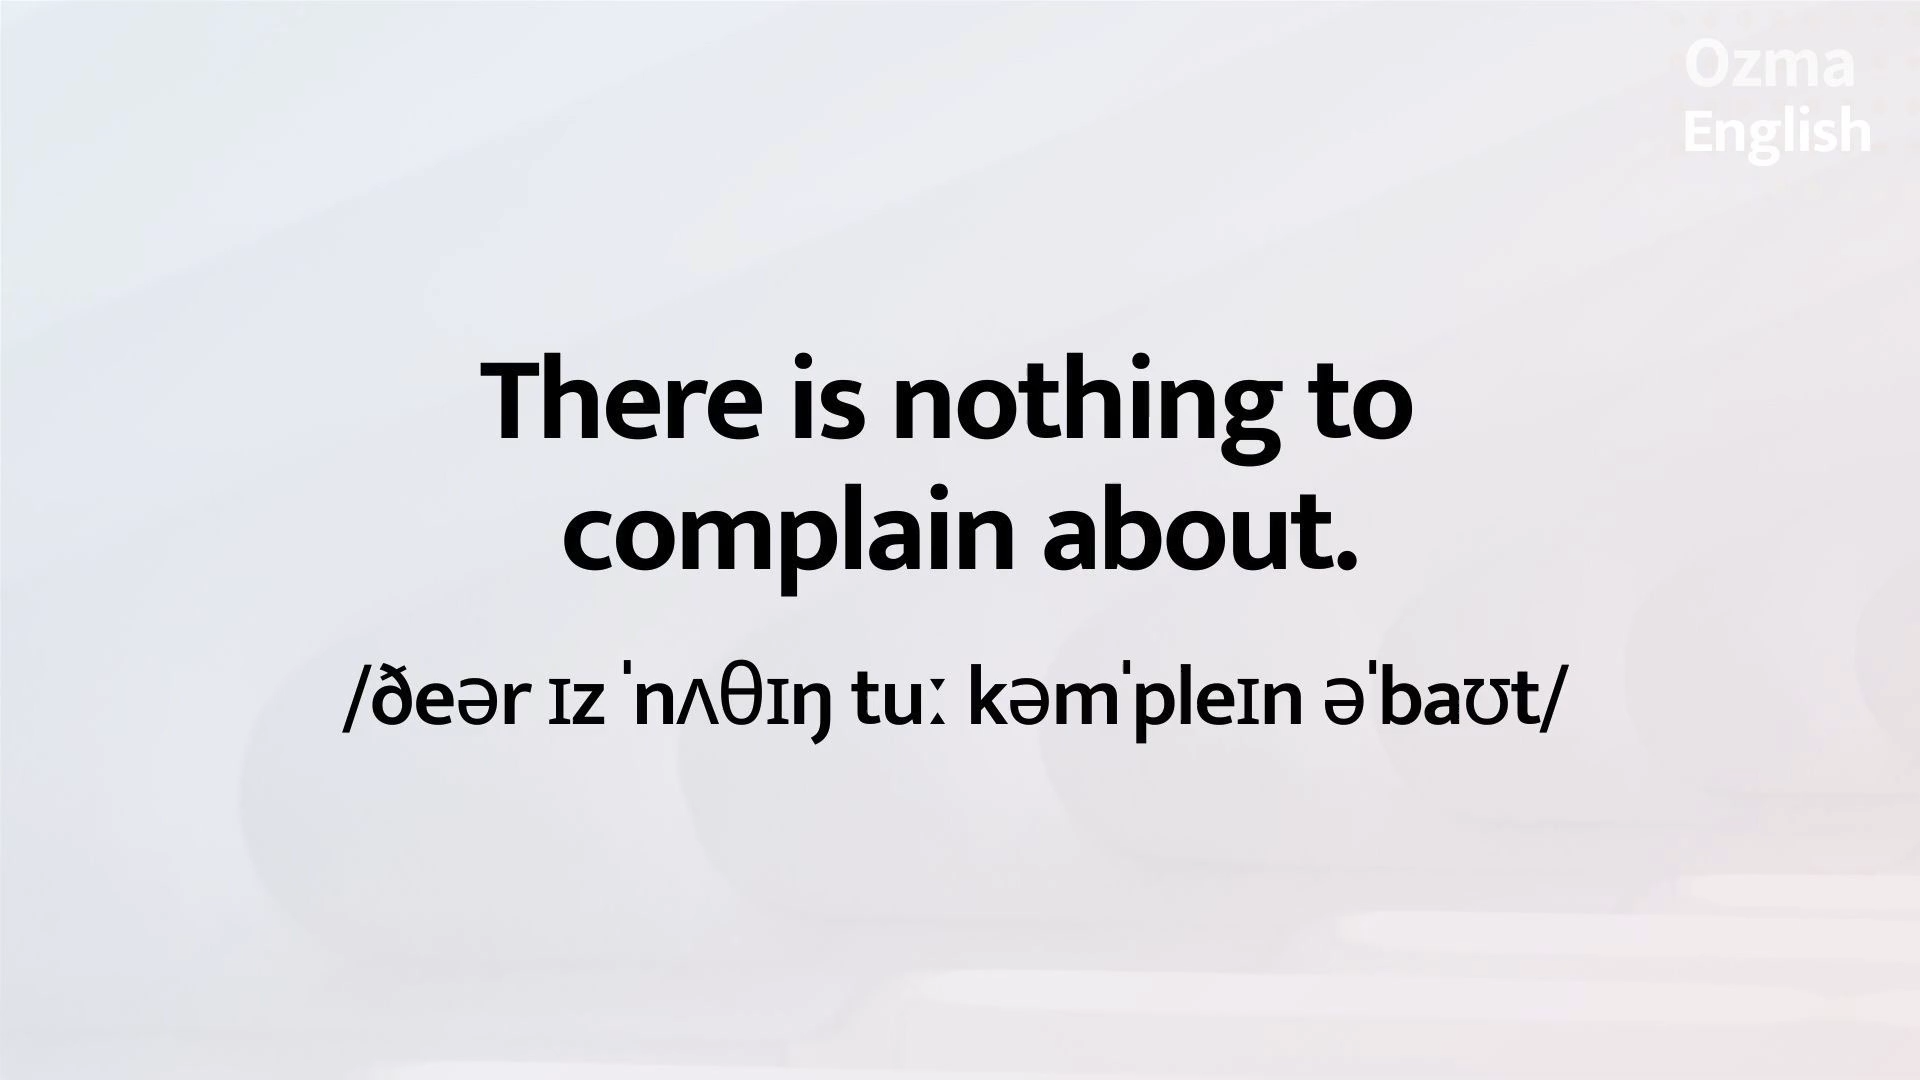 Ozma
English
There is nothing to
complain about.
/ðeər ɪz ˈnʌθɪŋ tuː kəmˈpleɪn əˈbaʊt/